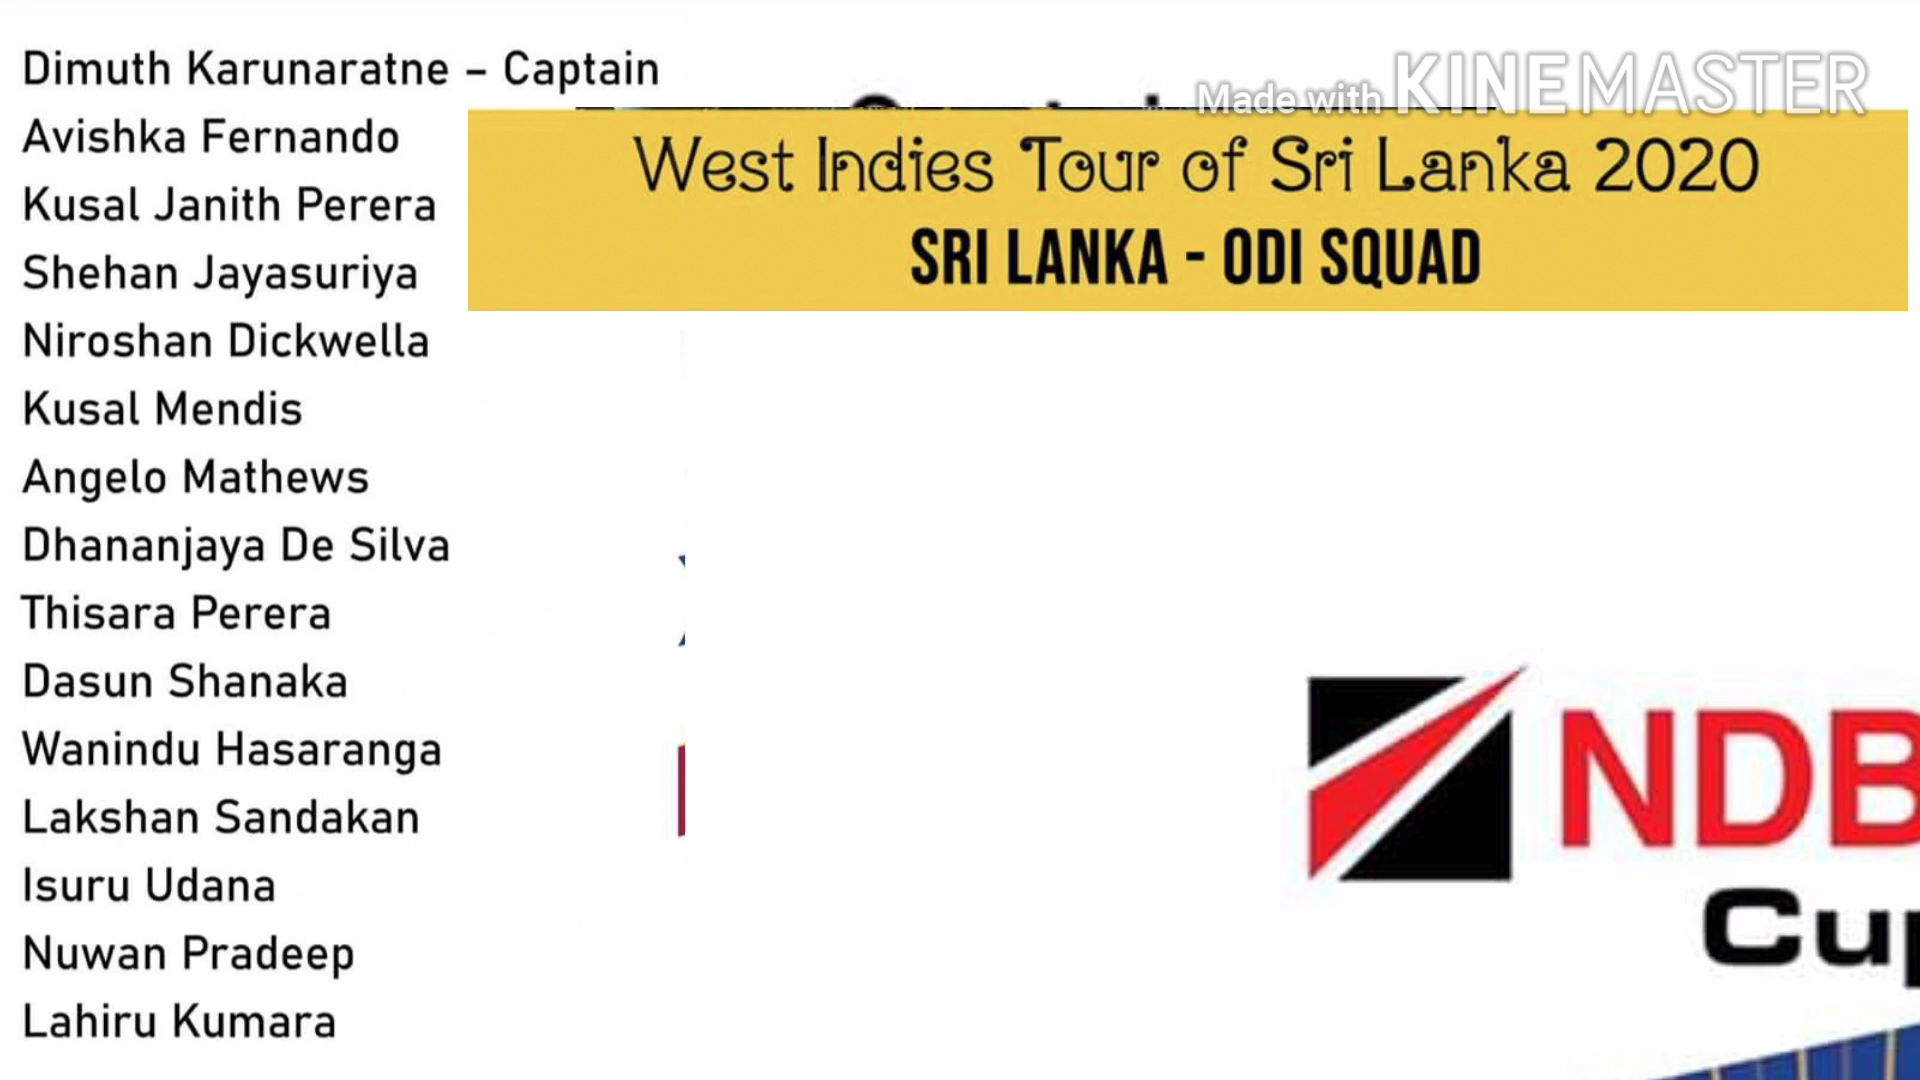 Dimuth Karunaratne – Captain
Avishka Fernando
Kusal Janith Perera
Shehan Jayasuriya
Niroshan Dickwella
Kusal Mendis
Angelo Mathews
Dhananjaya De Silva
Thisara Perera
Dasun Shanaka
Wanindu Hasaranga
Lakshan Sandakan
Isuru Udana
Nuwan Pradeep
Lahiru Kumara
Made with KINEMASTER
West Indies Tour of Sri Lanka 2020
SRI LANKA - ODI SQUAD
NDB
Cup